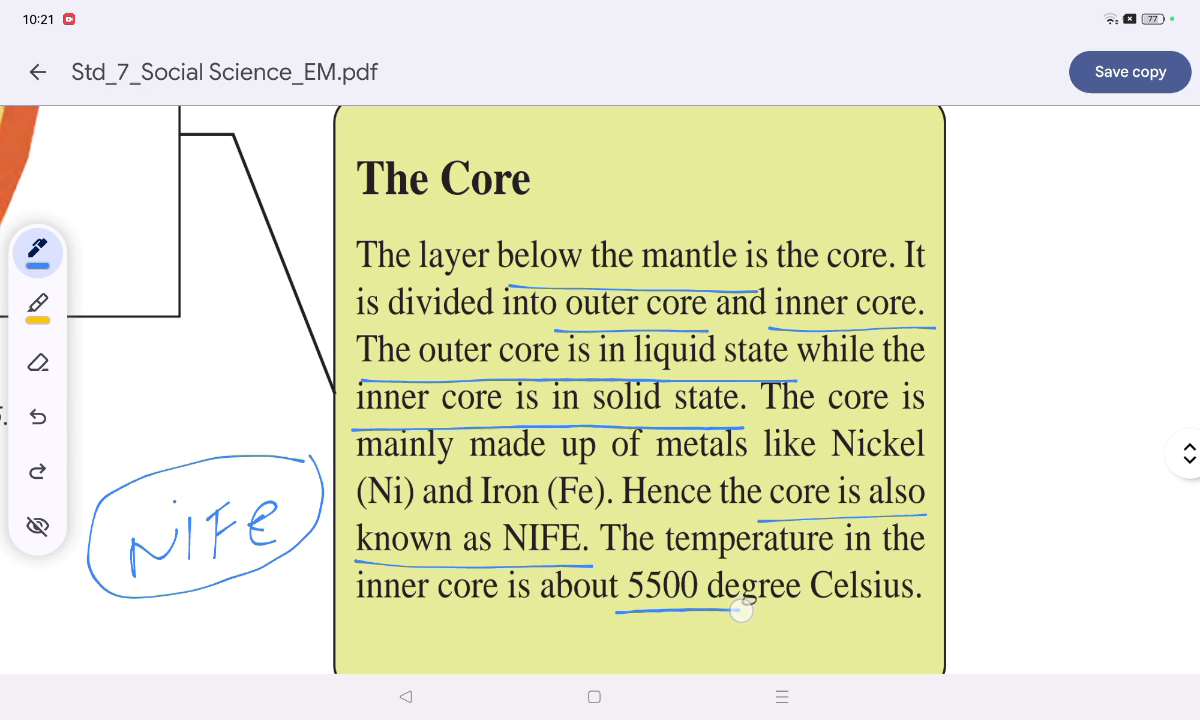 10:21
77
Std_7_Social Science_EM.pdf
Save copy
The Core
The layer below the mantle is the core. It
is divided into outer core and inner core.
The outer core is in liquid state while the
inner core is in solid state. The core is
mainly made up of metals like Nickel
(Ni) and Iron (Fe). Hence the core is also
known as NIFE. The temperature in the
inner core is about 5500 degree Celsius.
NiFe